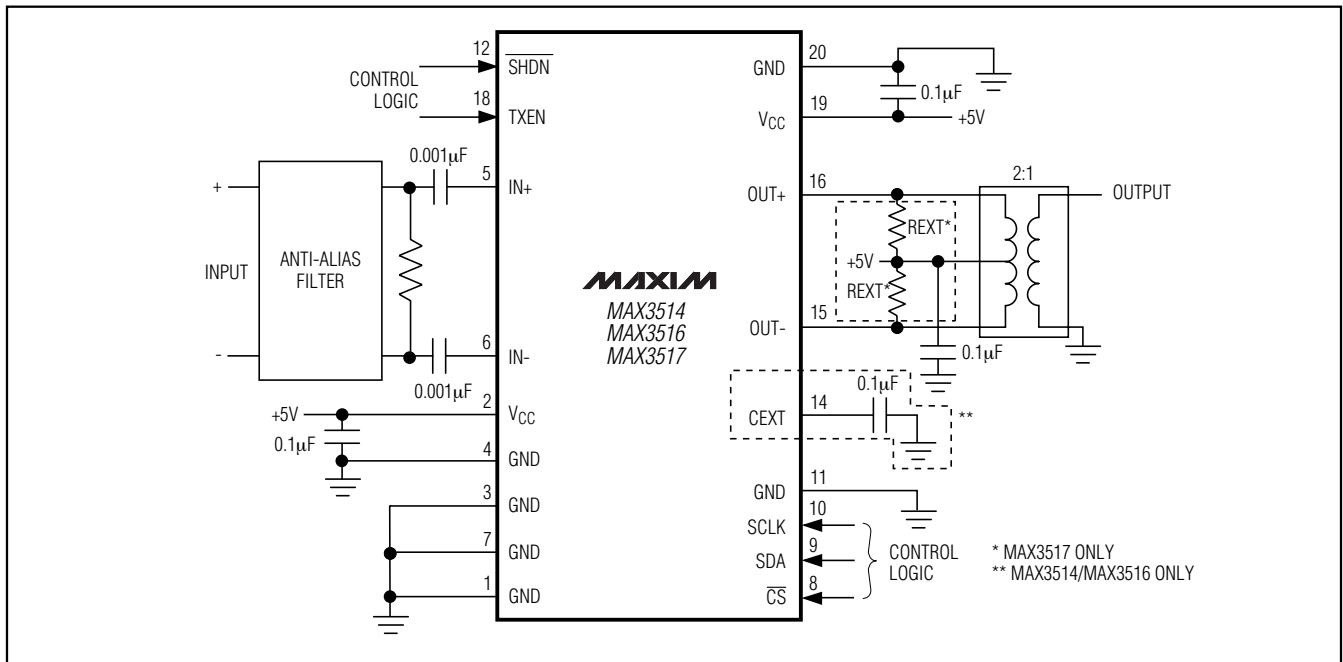 12
SHDN
CONTROL
LOGIC
18
TXEN
0.001µF
5
IN+
+
INPUT
-
ANTI-ALIAS
FILTER
6
IN-
0.001µF
+5V
2
VCC
0.1µF
4
GND
3
GND
7
GND
1
GND
MAXIM
MAX3514
MAX3516
MAX3517
20
GND
0.1µF
19
VCC
+5V
16
OUT+
2:1
OUTPUT
REXT*
+5V
REXT*
15
OUT-
0.1µF
0.1µF
14
CEXT
**
11
GND
10
SCLK
9
SDA
8
CS
CONTROL
LOGIC
* MAX3517 ONLY
** MAX3514/MAX3516 ONLY